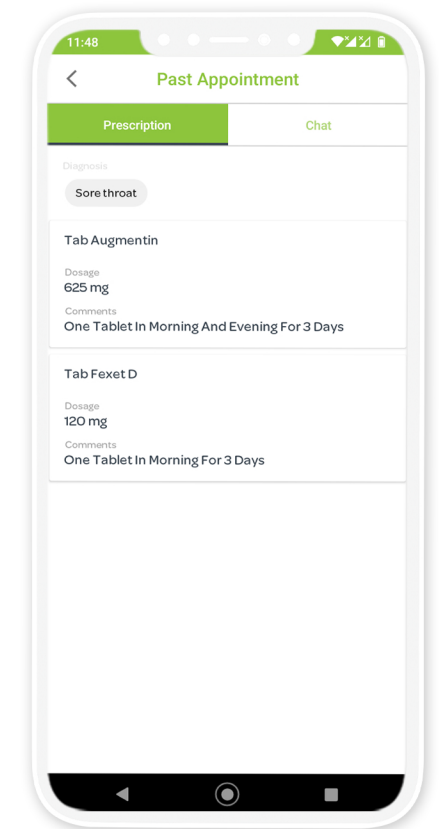 11:48
Past Appointment
Prescription
Chat
Diagnosis
Sore throat
Tab Augmentin
Dosage
625 mg
Comments
One Tablet In Morning And Evening For 3 Days
Tab Fexet D
Dosage
120 mg
Comments
One Tablet In Morning For 3 Days